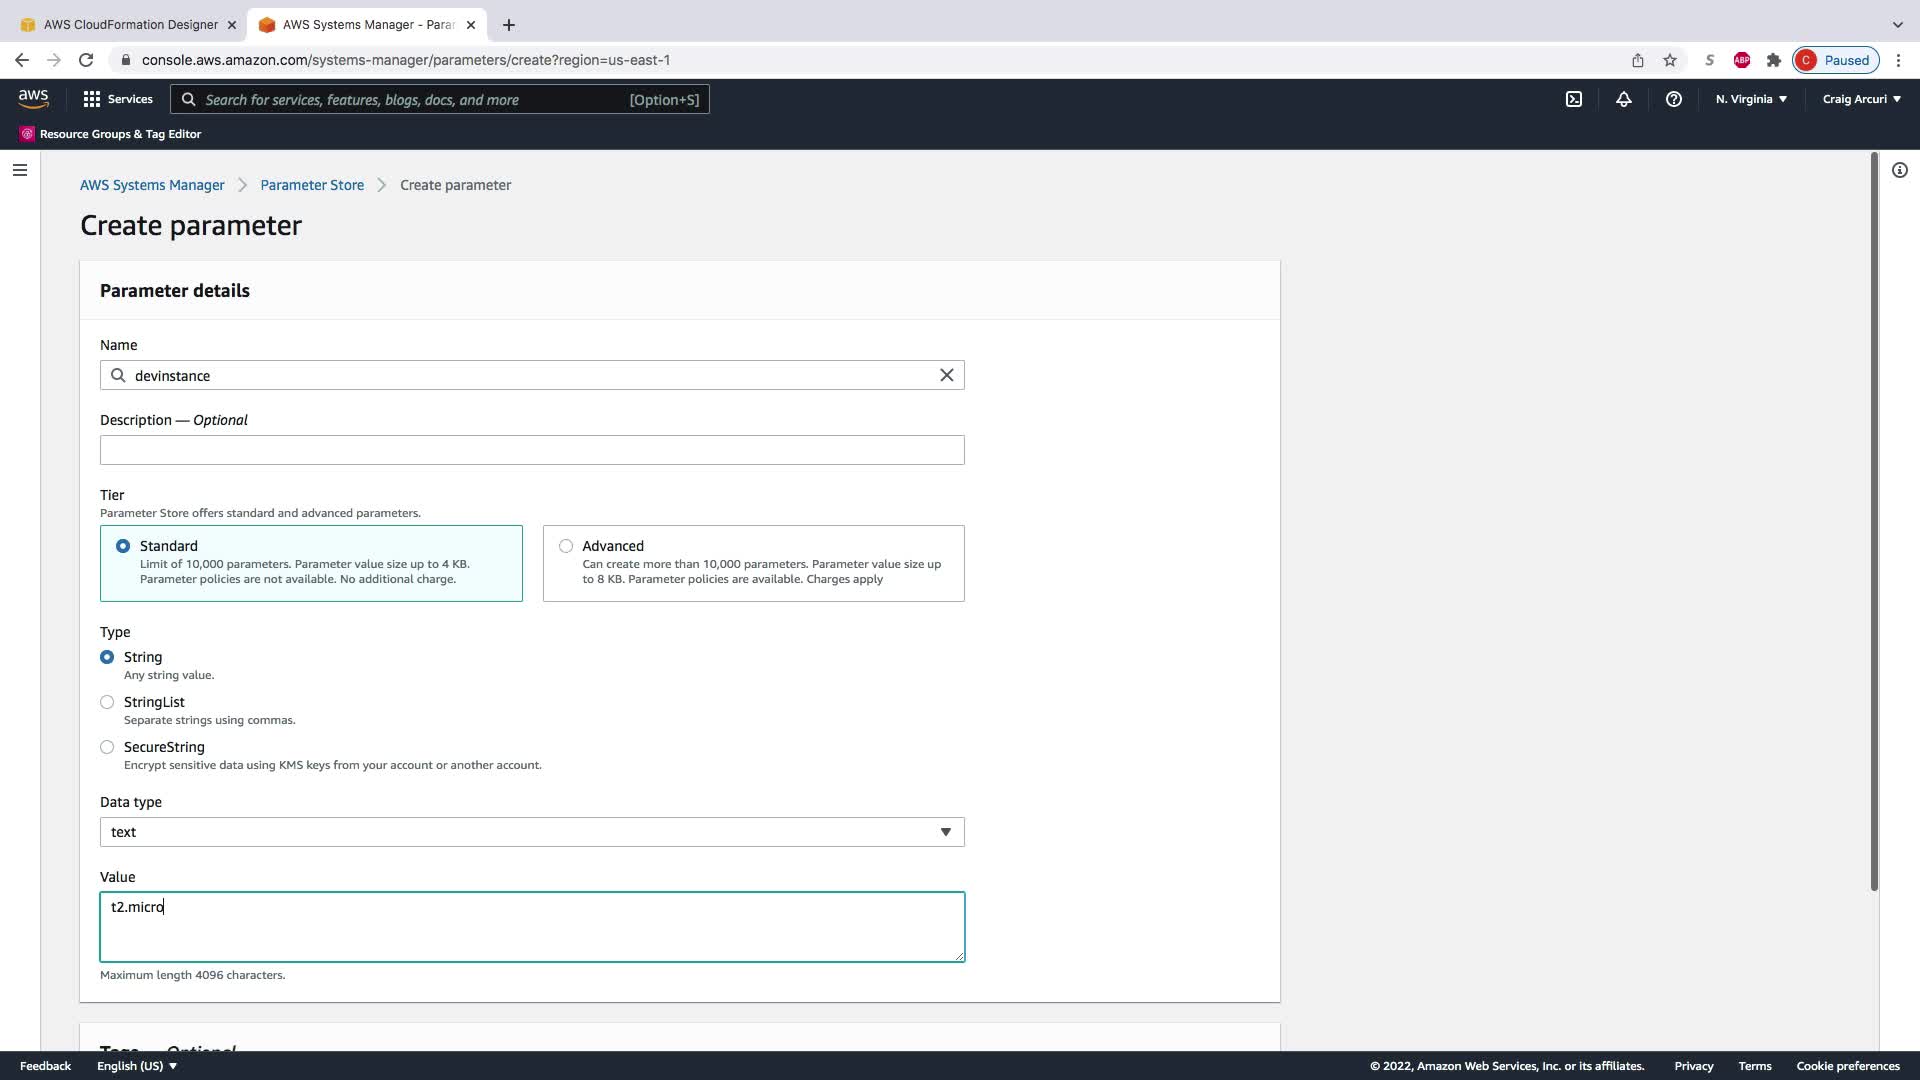 AWS CloudFormation Designer
AWS Systems Manager - Para
console.aws.amazon.com/systems-manager/parameters/create?region=us-east-1
S
ABP
C
Paused
aws
Services
Search for services, features, blogs, docs, and more
[Option+S]
N. Virginia
Craig Arcuri
Resource Groups & Tag Editor
AWS Systems Manager
Parameter Store
Create parameter
Create parameter
Parameter details
Name
devinstance
Description — Optional
Tier
Parameter Store offers standard and advanced parameters.
Standard
Limit of 10,000 parameters. Parameter value size up to 4 KB.
Parameter policies are not available. No additional charge.
Advanced
Can create more than 10,000 parameters. Parameter value size up
to 8 KB. Parameter policies are available. Charges apply
Type
String
Any string value.
StringList
Separate strings using commas.
SecureString
Encrypt sensitive data using KMS keys from your account or another account.
Data type
text
Value
t2.micro
Maximum length 4096 characters.
Tags — Optional
Feedback
English (US)
© 2022, Amazon Web Services, Inc. or its affiliates.
Privacy
Terms
Cookie preferences